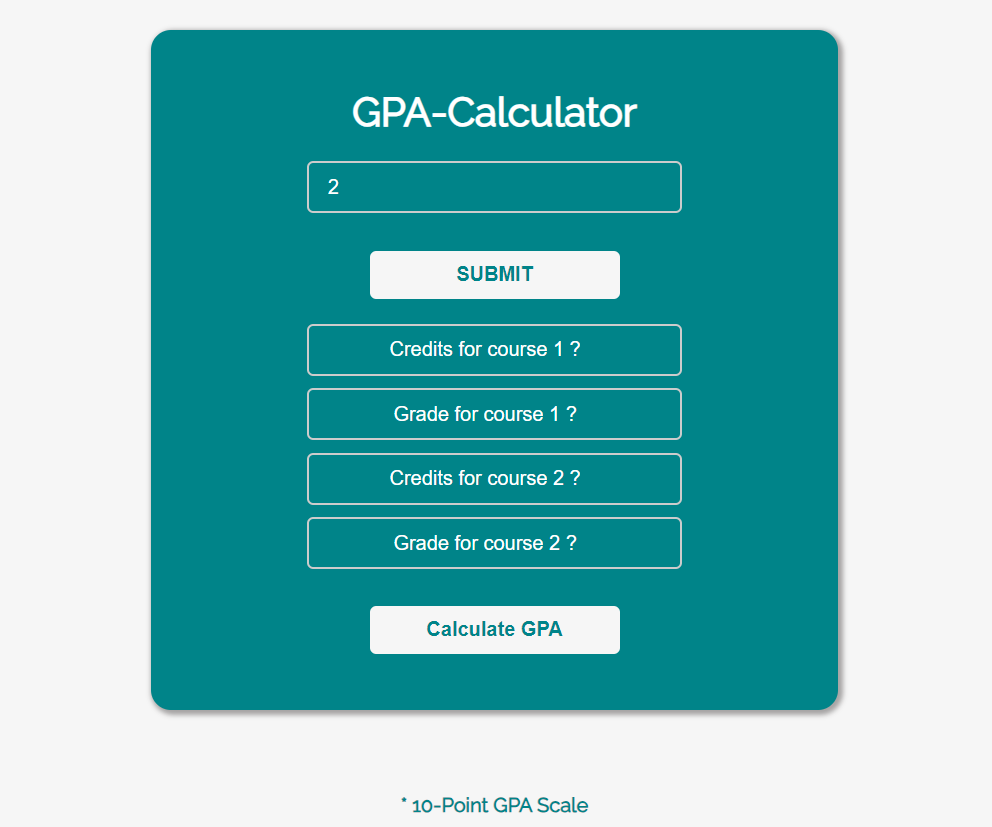 GPA-Calculator
2
SUBMIT
Credits for course 1 ?
Grade for course 1 ?
Credits for course 2 ?
Grade for course 2 ?
Calculate GPA
* 10-Point GPA Scale